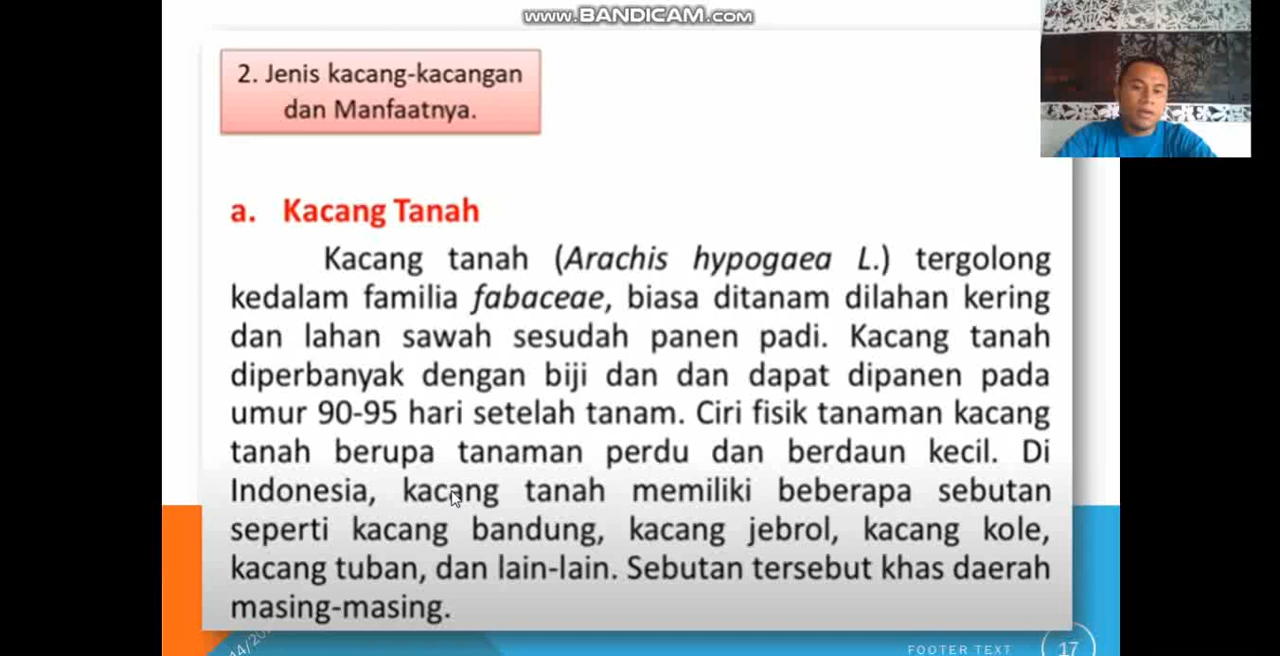 www.BANDICAM.com
2. Jenis kacang-kacangan
dan Manfaatnya.
a. Kacang Tanah
Kacang tanah (Arachis hypogaea L.) tergolong
kedalam familia fabaceae, biasa ditanam dilahan kering
dan lahan sawah sesudah panen padi. Kacang tanah
diperbanyak dengan biji dan dan dapat dipanen pada
umur 90-95 hari setelah tanam. Ciri fisik tanaman kacang
tanah berupa tanaman perdu dan berdaun kecil. Di
Indonesia, kacang tanah memiliki beberapa sebutan
seperti kacang bandung, kacang jebrol, kacang kole,
kacang tuban, dan lain-lain. Sebutan tersebut khas daerah
masing-masing.
FOOTER TEXT
17